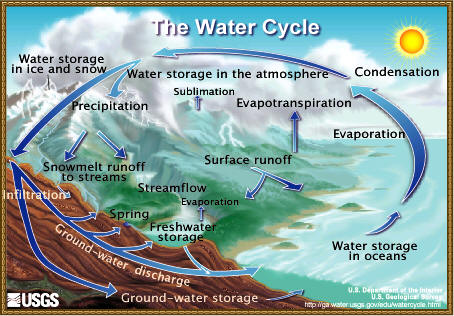 The Water Cycle
Water storage
in ice and snow
Water storage in the atmosphere
Condensation
Sublimation
Precipitation
Evapotranspiration
Evaporation
Surface runoff
Snowmelt runoff
to streams
Infiltration
Streamflow
Evaporation
Spring
Freshwater
storage
Ground-water discharge
Water storage
in oceans
Ground-water storage
USGS
U.S. Department of the Interior
U.S. Geological Survey
http://ga.water.usgs.gov/edu/watercycle.html